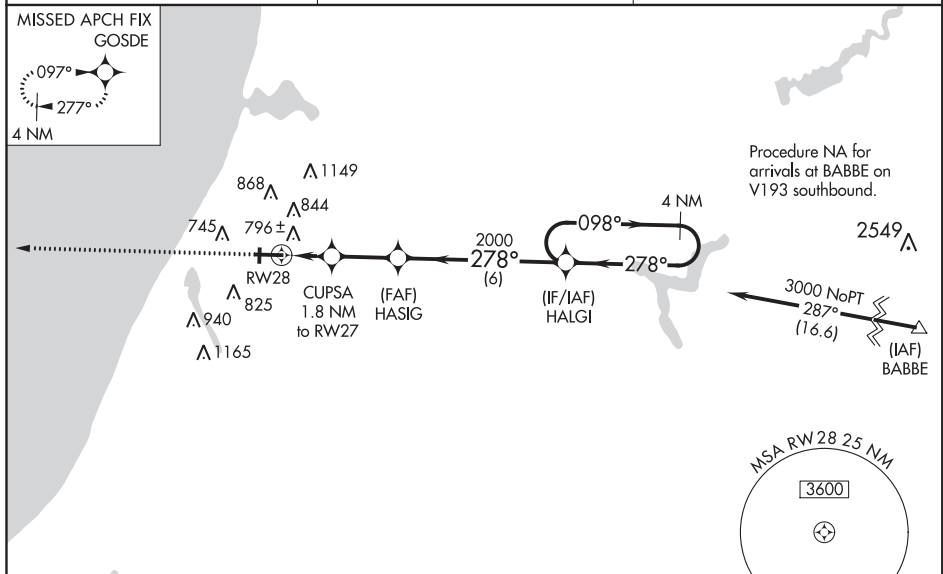 MISSED APCH FIX
GOSDE
097°
277°
4 NM
1149
868
844
745
796±
RW28
825
940
1165
CUPSA
1.8 NM
to RW27
(FAF)
HASIG
2000
278°
(6)
098°
4 NM
278°
(IF/IAF)
HALGI
Procedure NA for
arrivals at BABBE on
V193 southbound.
2549
3000 NoPT
287°
(16.6)
(IAF)
BABBE
MSA RW28 25 NM
3600